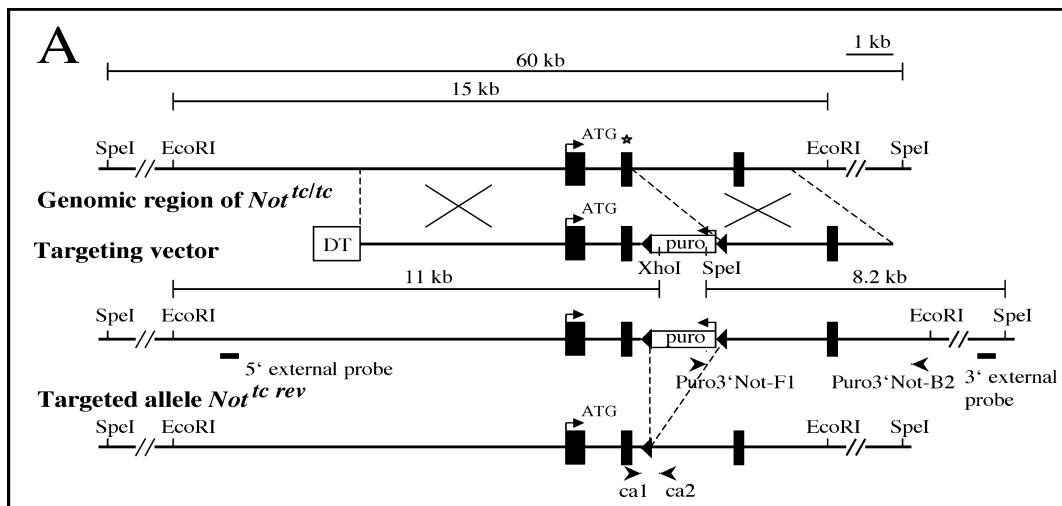 A
1 kb
60 kb
15 kb
SpeI EcoRI ATG EcoRI SpeI
Genomic region of Not tc/tc
ATG
Targeting vector
DT puro
XhoI SpeI
11 kb 8.2 kb
SpeI EcoRI EcoRI SpeI
puro
5‘ external probe Puro3‘Not-F1 Puro3‘Not-B2 3‘ external probe
Targeted allele Not tc rev
SpeI EcoRI ATG EcoRI SpeI
ca1 ca2